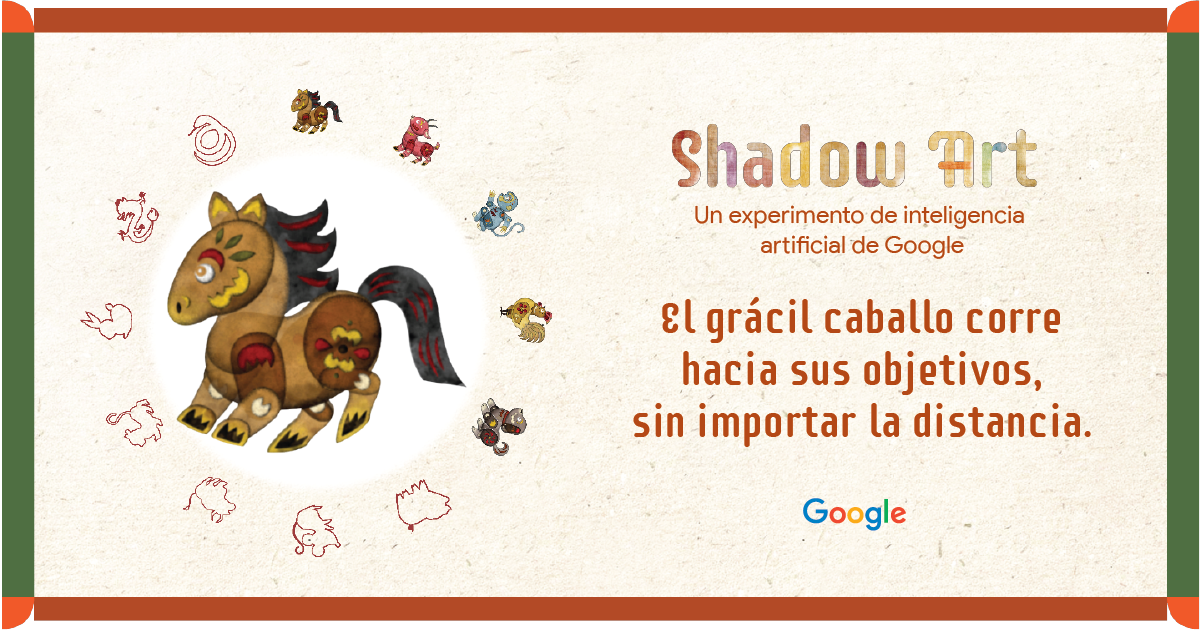 Shadow Art
Un experimento de inteligencia
artificial de Google
El grácil caballo corre
hacia sus objetivos,
sin importar la distancia.
Google